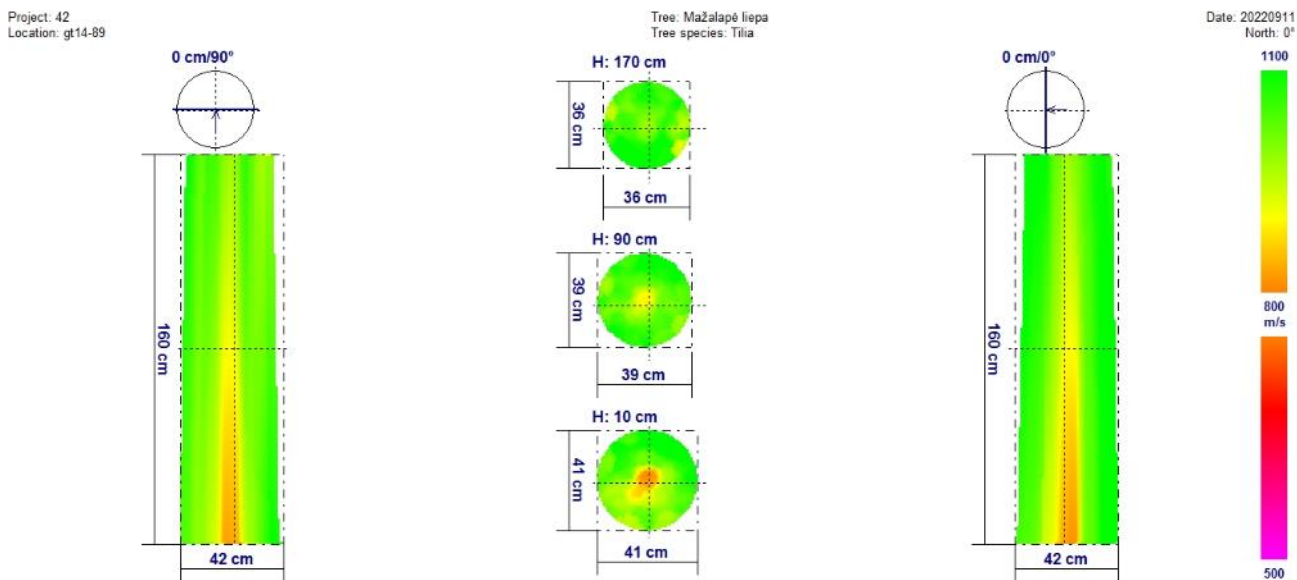 Project: 42
Location: gt14-89
Tree: Mažalapė liepa
Tree species: Tilia
Date: 20220911
North: 0°
0 cm/90°
160 cm
42 cm
H: 170 cm
36 cm
36 cm
H: 90 cm
39 cm
39 cm
H: 10 cm
41 cm
41 cm
0 cm/0°
160 cm
42 cm
1100
800
m/s
500